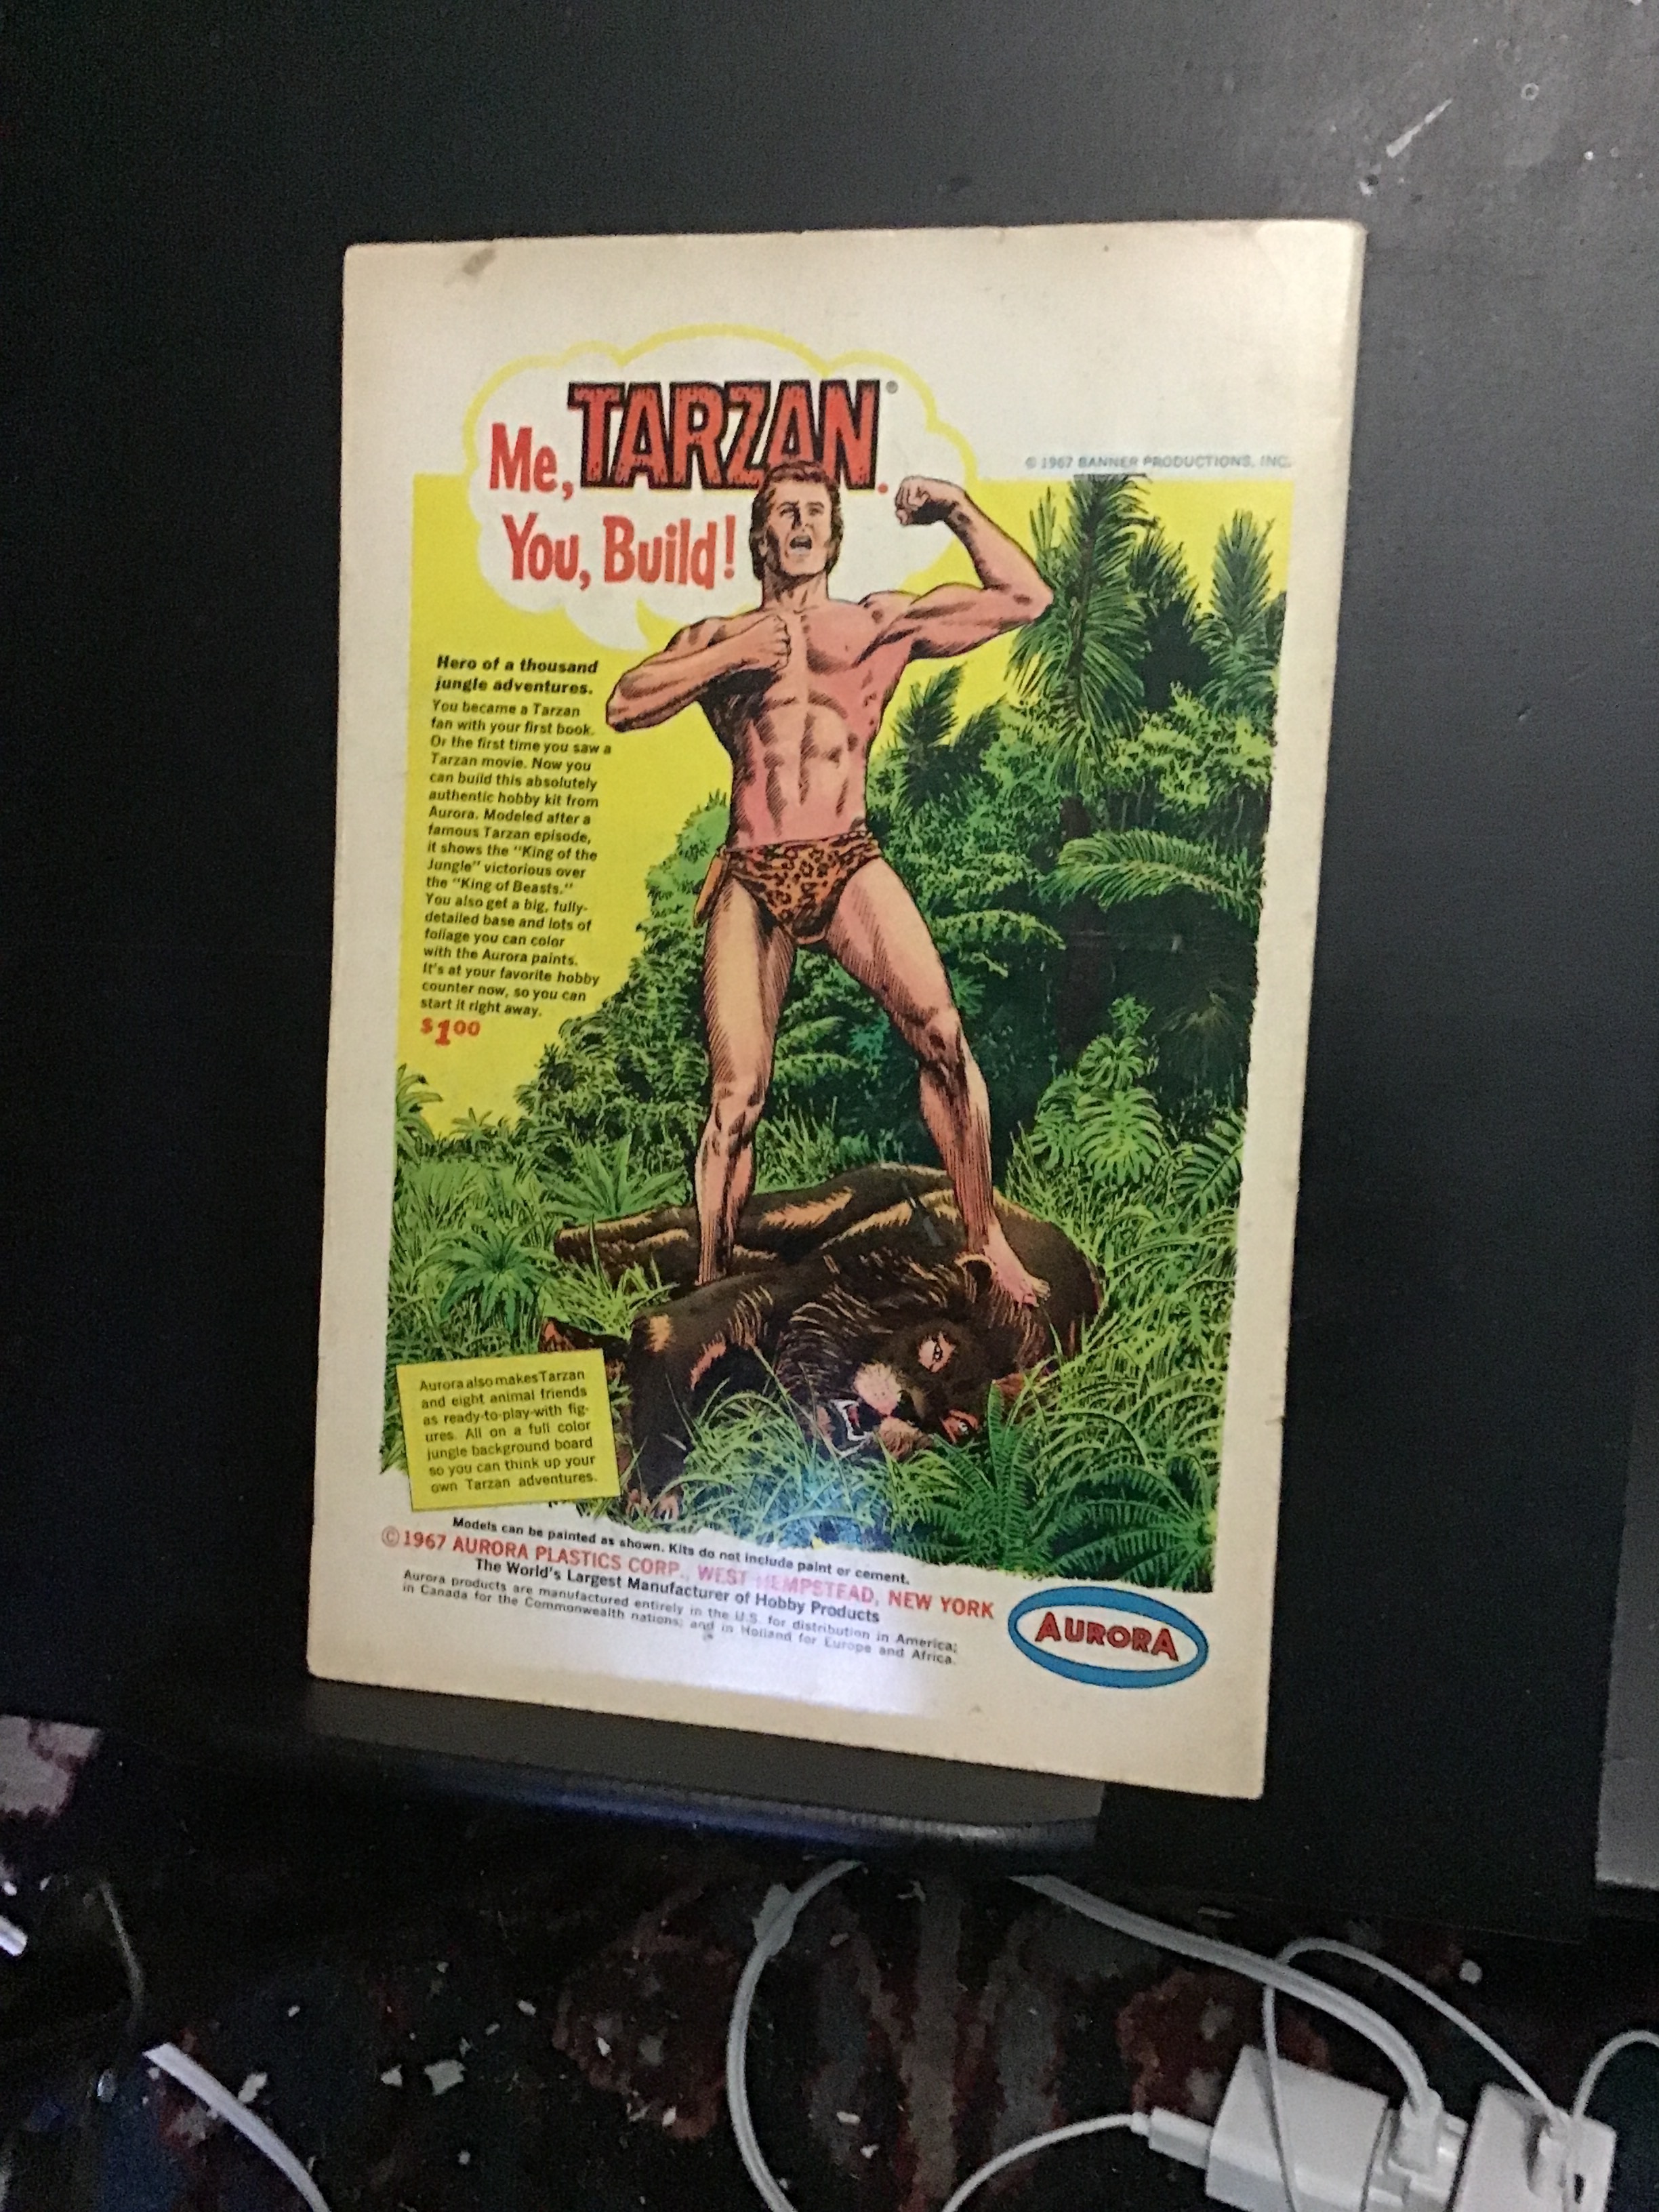 Me, TARZAN®.
You, Build!
© 1967 BANNER PRODUCTIONS, INC.
Hero of a thousand
jungle adventures.
You became a Tarzan
fan with your first book.
Or the first time you saw a
Tarzan movie. Now you
can build this absolutely
authentic hobby kit from
Aurora. Modeled after a
famous Tarzan episode,
it shows the "King of the
Jungle" victorious over
the "King of Beasts."
You also get a big, fully-
detailed base and lots of
foliage you can color
with the Aurora paints.
It's at your favorite hobby
counter now, so you can
start it right away.
$1.00
Aurora also makes Tarzan
and eight animal friends
as ready-to-play-with fig-
ures. All on a full color
jungle background board
so you can think up your
own Tarzan adventures.
Models can be painted as shown. Kits do not include paint or cement.
© 1967 AURORA PLASTICS CORP., WEST HEMPSTEAD, NEW YORK
The World's Largest Manufacturer of Hobby Products
Aurora products are manufactured entirely in the U.S. for distribution in America;
in Canada for the Commonwealth nations; and in Holland for Europe and Africa.
AURORA